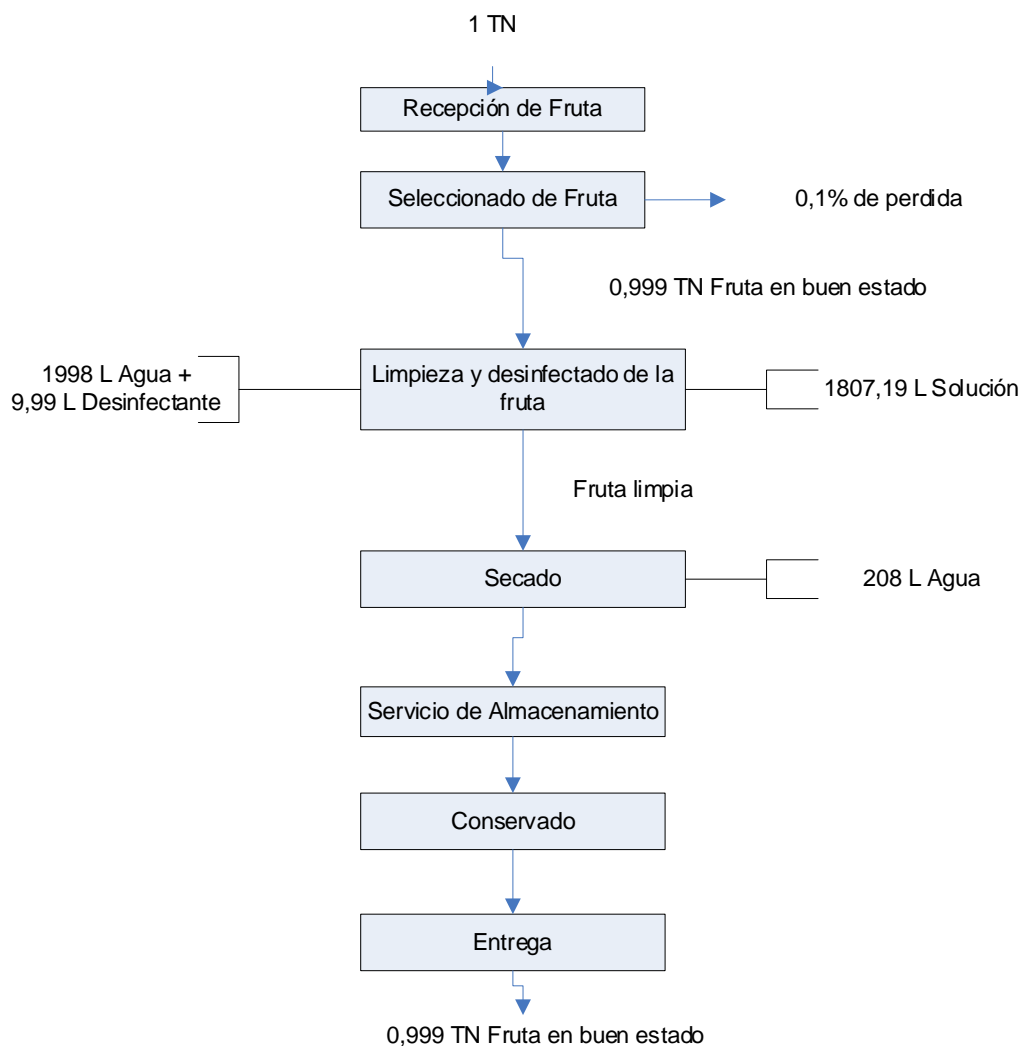 1 TN
Recepción de Fruta
Seleccionado de Fruta
0,1% de perdida
0,999 TN Fruta en buen estado
1998 L Agua +
9,99 L Desinfectante
Limpieza y desinfectado de la
fruta
1807,19 L Solución
Fruta limpia
Secado
208 L Agua
Servicio de Almacenamiento
Conservado
Entrega
0,999 TN Fruta en buen estado